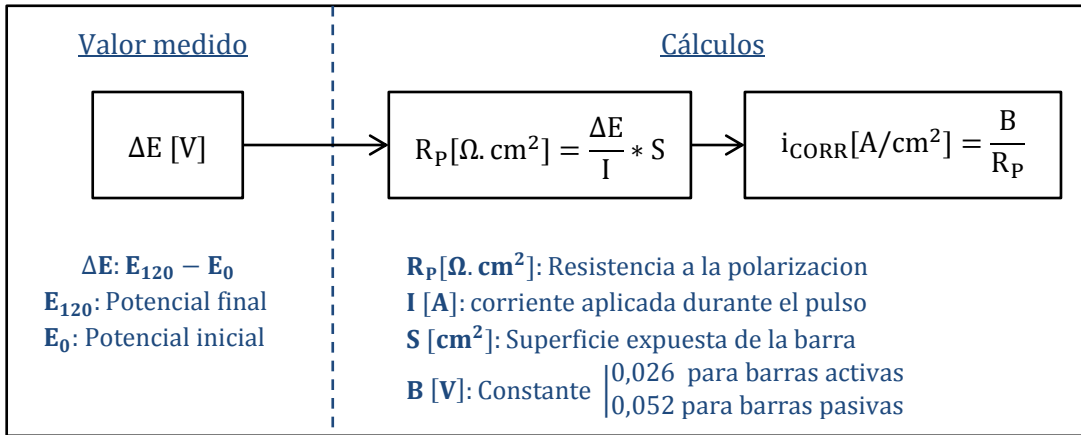 Valor medido
Cálculos
ΔE [V]
R_P[Ω. cm²] = ΔE/I * S
i_CORR[A/cm²] = B/R_P
ΔE: E₁₂₀ − E₀
E₁₂₀: Potencial final
E₀: Potencial inicial
R_P[Ω. cm²]: Resistencia a la polarizacion
I [A]: corriente aplicada durante el pulso
S [cm²]: Superficie expuesta de la barra
B [V]: Constante |0,026 para barras activas
|0,052 para barras pasivas